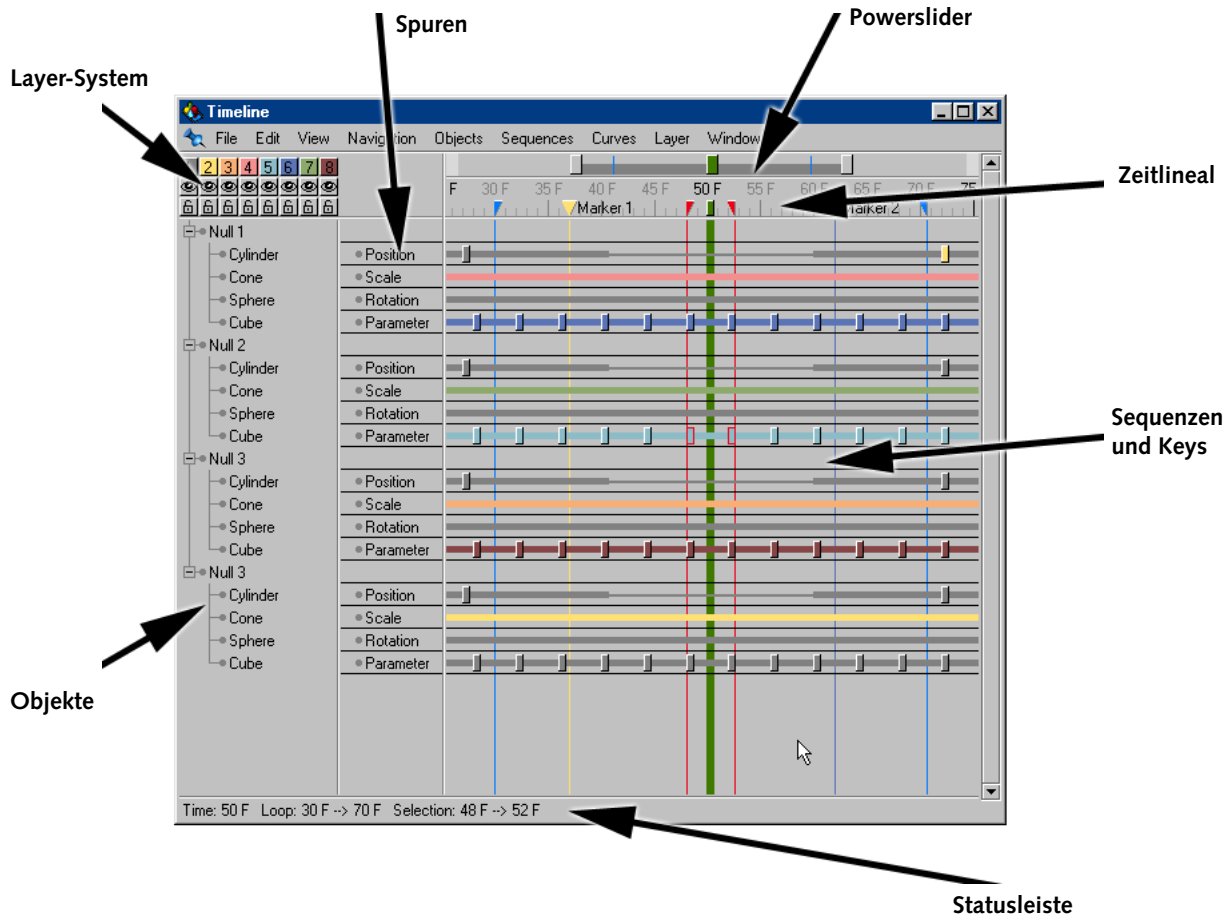 Spuren
Powerslider
Layer-System
Timeline
File Edit View Navigation Objects Sequences Curves Layer Window
2 3 4 5 6 7 8
Zeitlineal
F 30 F 35 F 40 F 45 F 50 F 55 F 60 F 65 F 70 F 75
Marker 1 Marker 2
Null 1
Cylinder Position
Cone Scale
Sphere Rotation
Cube Parameter
Null 2
Cylinder Position
Cone Scale
Sphere Rotation
Cube Parameter
Sequenzen
und Keys
Null 3
Cylinder Position
Cone Scale
Sphere Rotation
Cube Parameter
Null 3
Cylinder Position
Cone Scale
Sphere Rotation
Cube Parameter
Objekte
Time: 50 F Loop: 30 F --> 70 F Selection: 48 F --> 52 F
Statusleiste